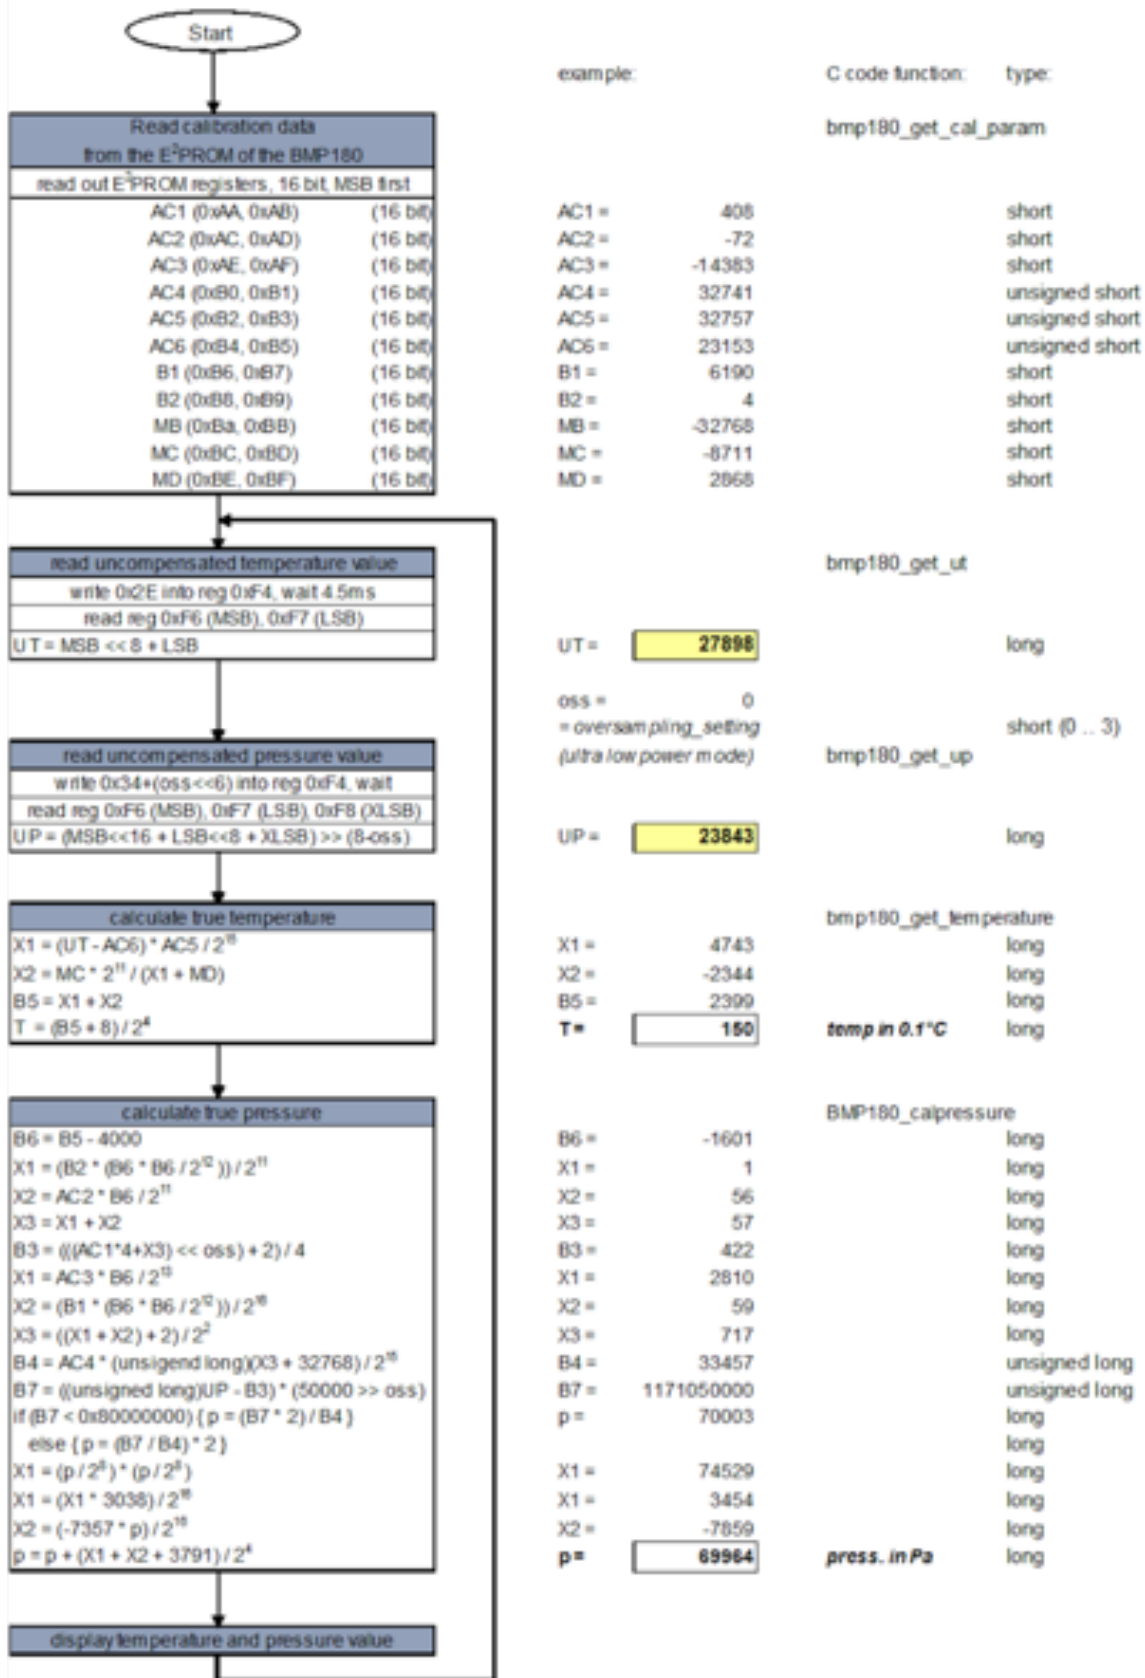 Start
example: C code function: type:
Read calibration data bmp180_get_cal_param
from the E²PROM of the BMP180
read out E²PROM registers, 16 bit, MSB first
AC1 (0xAA, 0xAB) (16 bit) AC1 = 408 short
AC2 (0xAC, 0xAD) (16 bit) AC2 = -72 short
AC3 (0xAE, 0xAF) (16 bit) AC3 = -14383 short
AC4 (0xB0, 0xB1) (16 bit) AC4 = 32741 unsigned short
AC5 (0xB2, 0xB3) (16 bit) AC5 = 32757 unsigned short
AC6 (0xB4, 0xB5) (16 bit) AC6 = 23153 unsigned short
B1 (0xB6, 0xB7) (16 bit) B1 = 6190 short
B2 (0xB8, 0xB9) (16 bit) B2 = 4 short
MB (0xBa, 0xBB) (16 bit) MB = -32768 short
MC (0xBC, 0xBD) (16 bit) MC = -8711 short
MD (0xBE, 0xBF) (16 bit) MD = 2868 short
read uncompensated temperature value bmp180_get_ut
write 0x2E into reg 0xF4, wait 4.5ms
read reg 0xF6 (MSB), 0xF7 (LSB)
UT = MSB << 8 + LSB UT = 27898 long
oss = 0
= oversampling_setting short (0 .. 3)
read uncompensated pressure value (ultra low power mode) bmp180_get_up
write 0x34+(oss<<6) into reg 0xF4, wait
read reg 0xF6 (MSB), 0xF7 (LSB), 0xF8 (XLSB)
UP = (MSB<<16 + LSB<<8 + XLSB) >> (8-oss) UP = 23843 long
calculate true temperature bmp180_get_temperature
X1 = (UT - AC6) * AC5 / 2¹⁵ X1 = 4743 long
X2 = MC * 2¹¹ / (X1 + MD) X2 = -2344 long
B5 = X1 + X2 B5 = 2399 long
T = (B5 + 8) / 2⁴ T = 150 temp in 0.1°C long
calculate true pressure BMP180_calpressure
B6 = B5 - 4000 B6 = -1601 long
X1 = (B2 * (B6 * B6 / 2¹² )) / 2¹¹ X1 = 1 long
X2 = AC2 * B6 / 2¹¹ X2 = 56 long
X3 = X1 + X2 X3 = 57 long
B3 = (((AC1*4+X3) << oss) + 2) / 4 B3 = 422 long
X1 = AC3 * B6 / 2¹³ X1 = 2810 long
X2 = (B1 * (B6 * B6 / 2¹² )) / 2¹⁶ X2 = 59 long
X3 = ((X1 + X2) + 2) / 2² X3 = 717 long
B4 = AC4 * (unsigend long)(X3 + 32768) / 2¹⁵ B4 = 33457 unsigned long
B7 = ((unsigned long)UP - B3) * (50000 >> oss) B7 = 1171050000 unsigned long
if (B7 < 0x80000000) { p = (B7 * 2) / B4 } p = 70003 long
else { p = (B7 / B4) * 2 } long
X1 = (p / 2⁸) * (p / 2⁸) X1 = 74529 long
X1 = (X1 * 3038) / 2¹⁶ X1 = 3454 long
X2 = (-7357 * p) / 2¹⁶ X2 = -7859 long
p = p + (X1 + X2 + 3791) / 2⁴ p = 69964 press. in Pa long
display temperature and pressure value